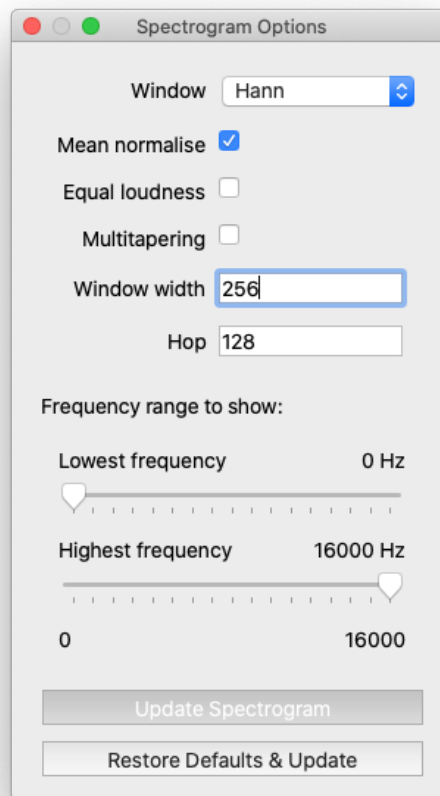 Spectrogram Options
Window Hann
Mean normalise
Equal loudness
Multitapering
Window width 256
Hop 128
Frequency range to show:
Lowest frequency 0 Hz
Highest frequency 16000 Hz
0 16000
Update Spectrogram
Restore Defaults & Update